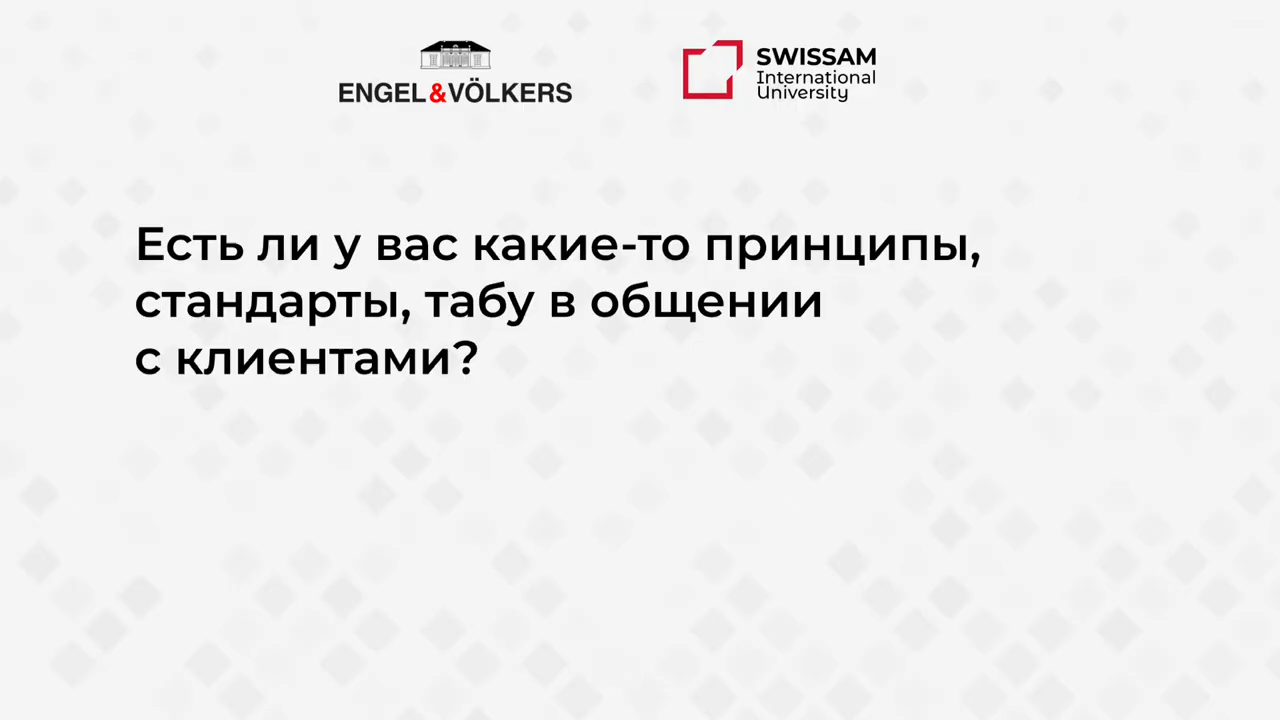 ENGEL&VÖLKERS
SWISSAM
International
University
Есть ли у вас какие-то принципы,
стандарты, табу в общении
с клиентами?